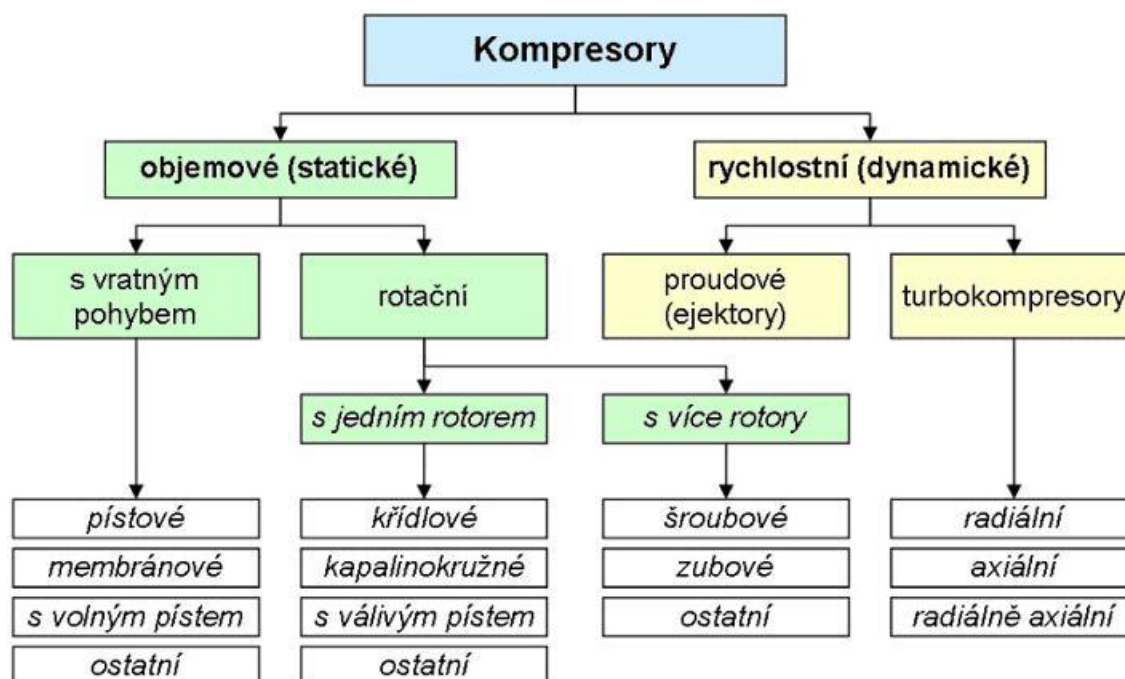 Kompresory
objemové (statické)
rychlostní (dynamické)
s vratným
pohybem
rotační
proudové
(ejektory)
turbokompresory
s jedním rotorem
s více rotory
pístové
membránové
s volným pístem
ostatní
křídlové
kapalinokružné
s válivým pístem
ostatní
šroubové
zubové
ostatní
radiální
axiální
radiálně axiální